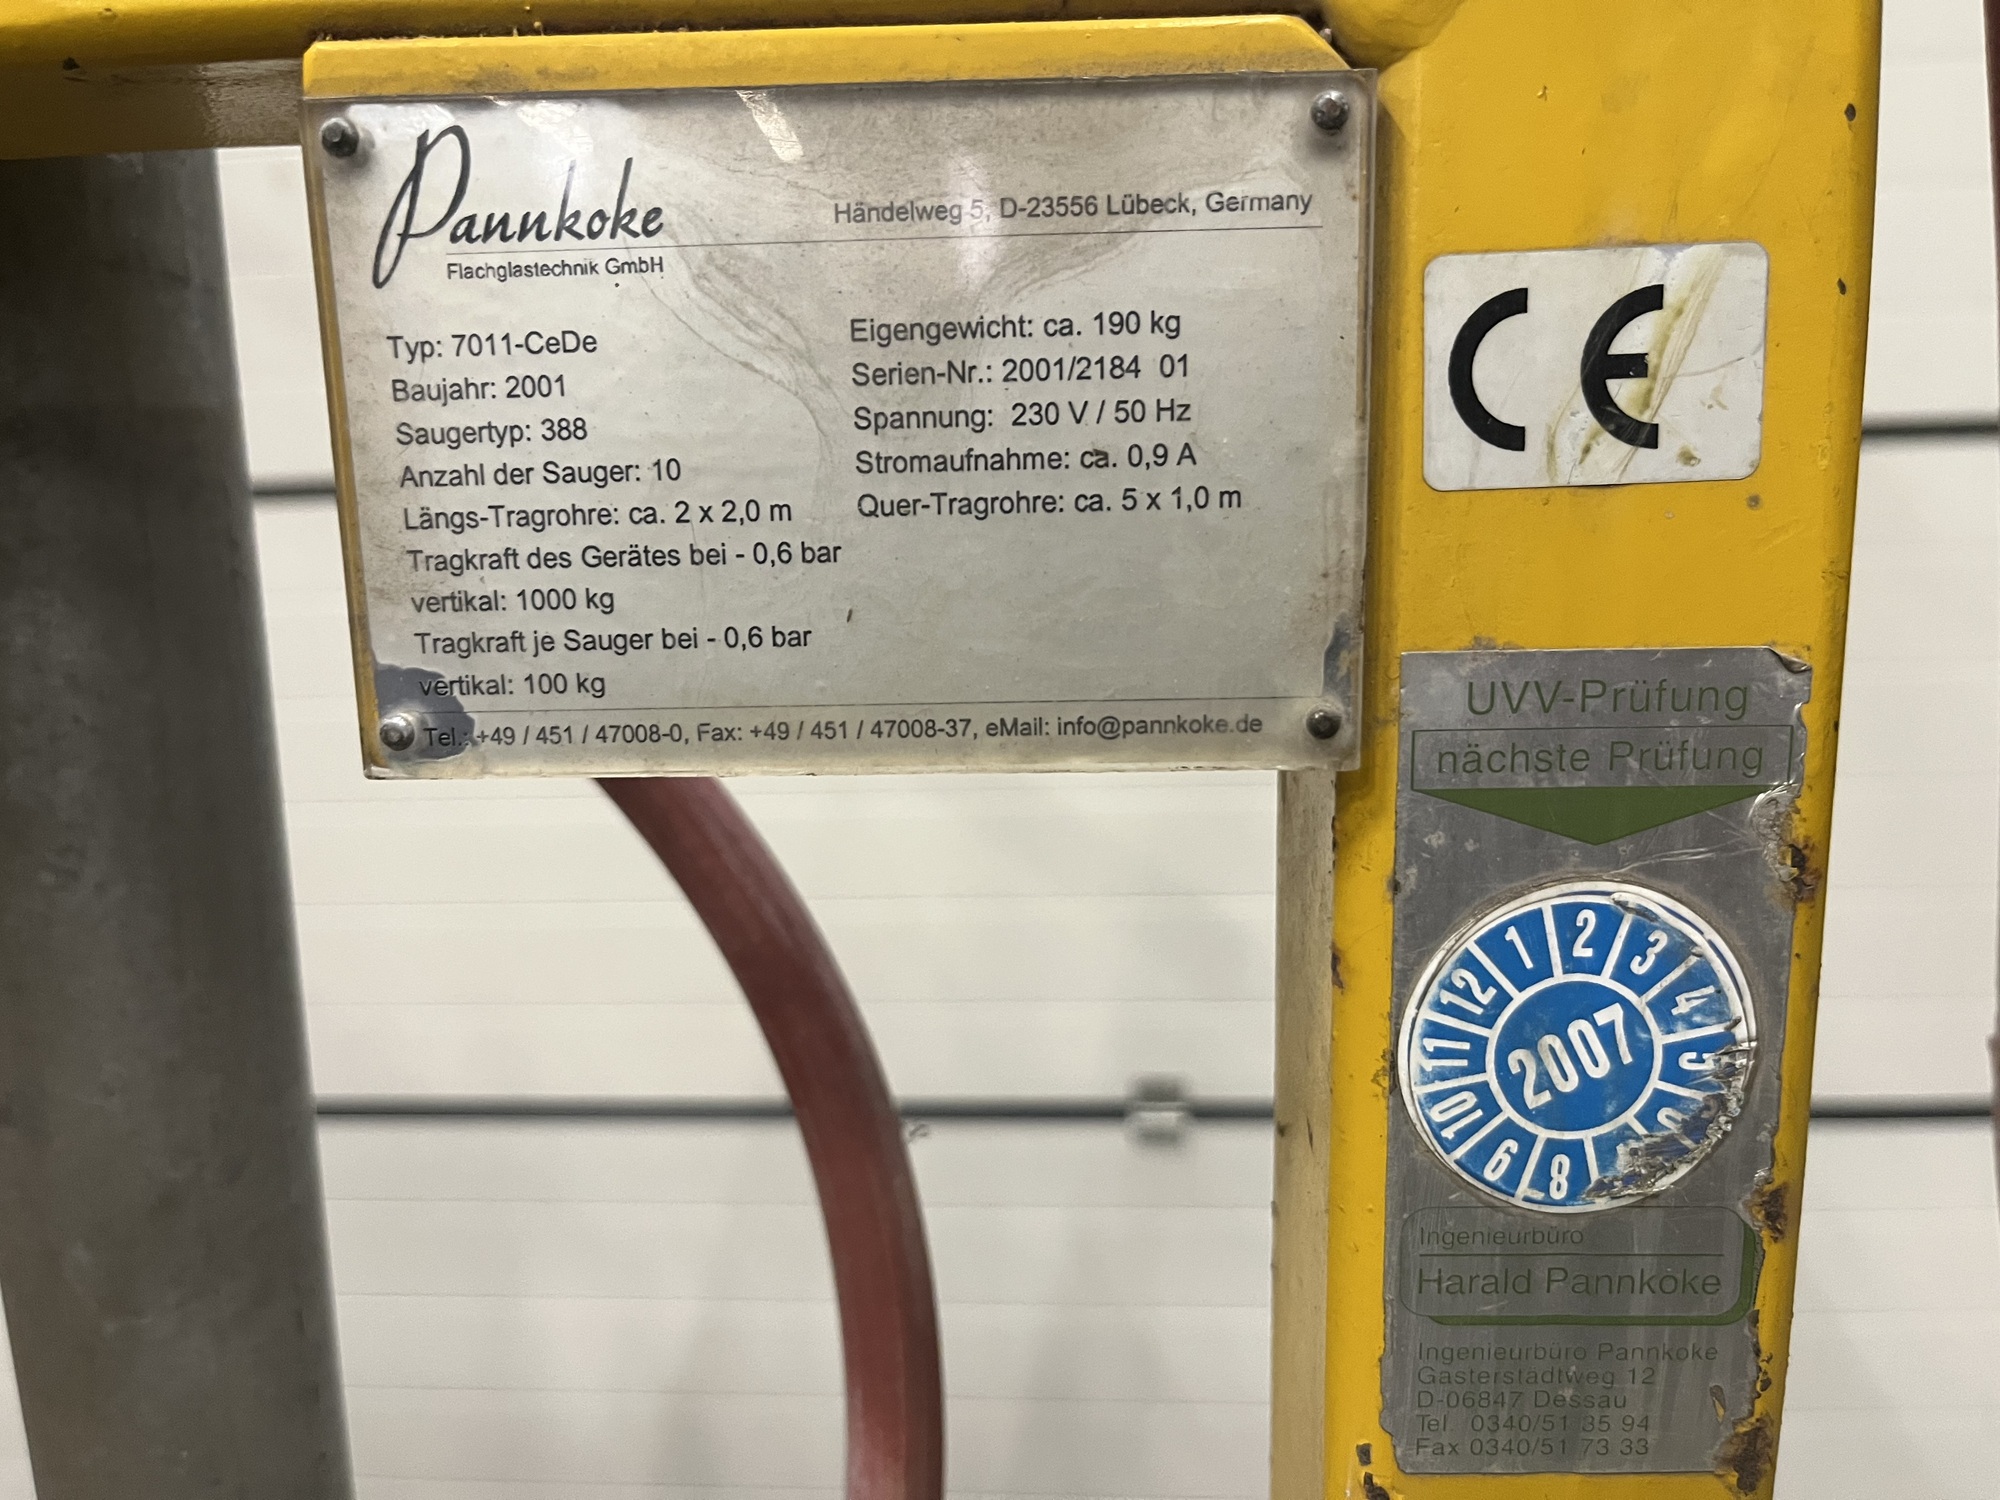 Pannkoke
Flachglastechnik GmbH
Händelweg 5, D-23556 Lübeck, Germany
Typ: 7011-CeDe
Baujahr: 2001
Saugertyp: 388
Anzahl der Sauger: 10
Längs-Tragrohre: ca. 2 x 2,0 m
Tragkraft des Gerätes bei - 0,6 bar
vertikal: 1000 kg
Tragkraft je Sauger bei - 0,6 bar
vertikal: 100 kg
Eigengewicht: ca. 190 kg
Serien-Nr.: 2001/2184 01
Spannung: 230 V / 50 Hz
Stromaufnahme: ca. 0,9 A
Quer-Tragrohre: ca. 5 x 1,0 m
Tel.: +49 / 451 / 47008-0, Fax: +49 / 451 / 47008-37, eMail: info@pannkoke.de
CE
UVV-Prüfung
nächste Prüfung
1 2 3 4 5 8 9 10 11 12
2007
Ingenieurbüro
Harald Pannkoke
Ingenieurbüro Pannkoke
Gasterstädtweg 12
D-06847 Dessau
Tel. 0340/51 35 94
Fax 0340/51 73 33